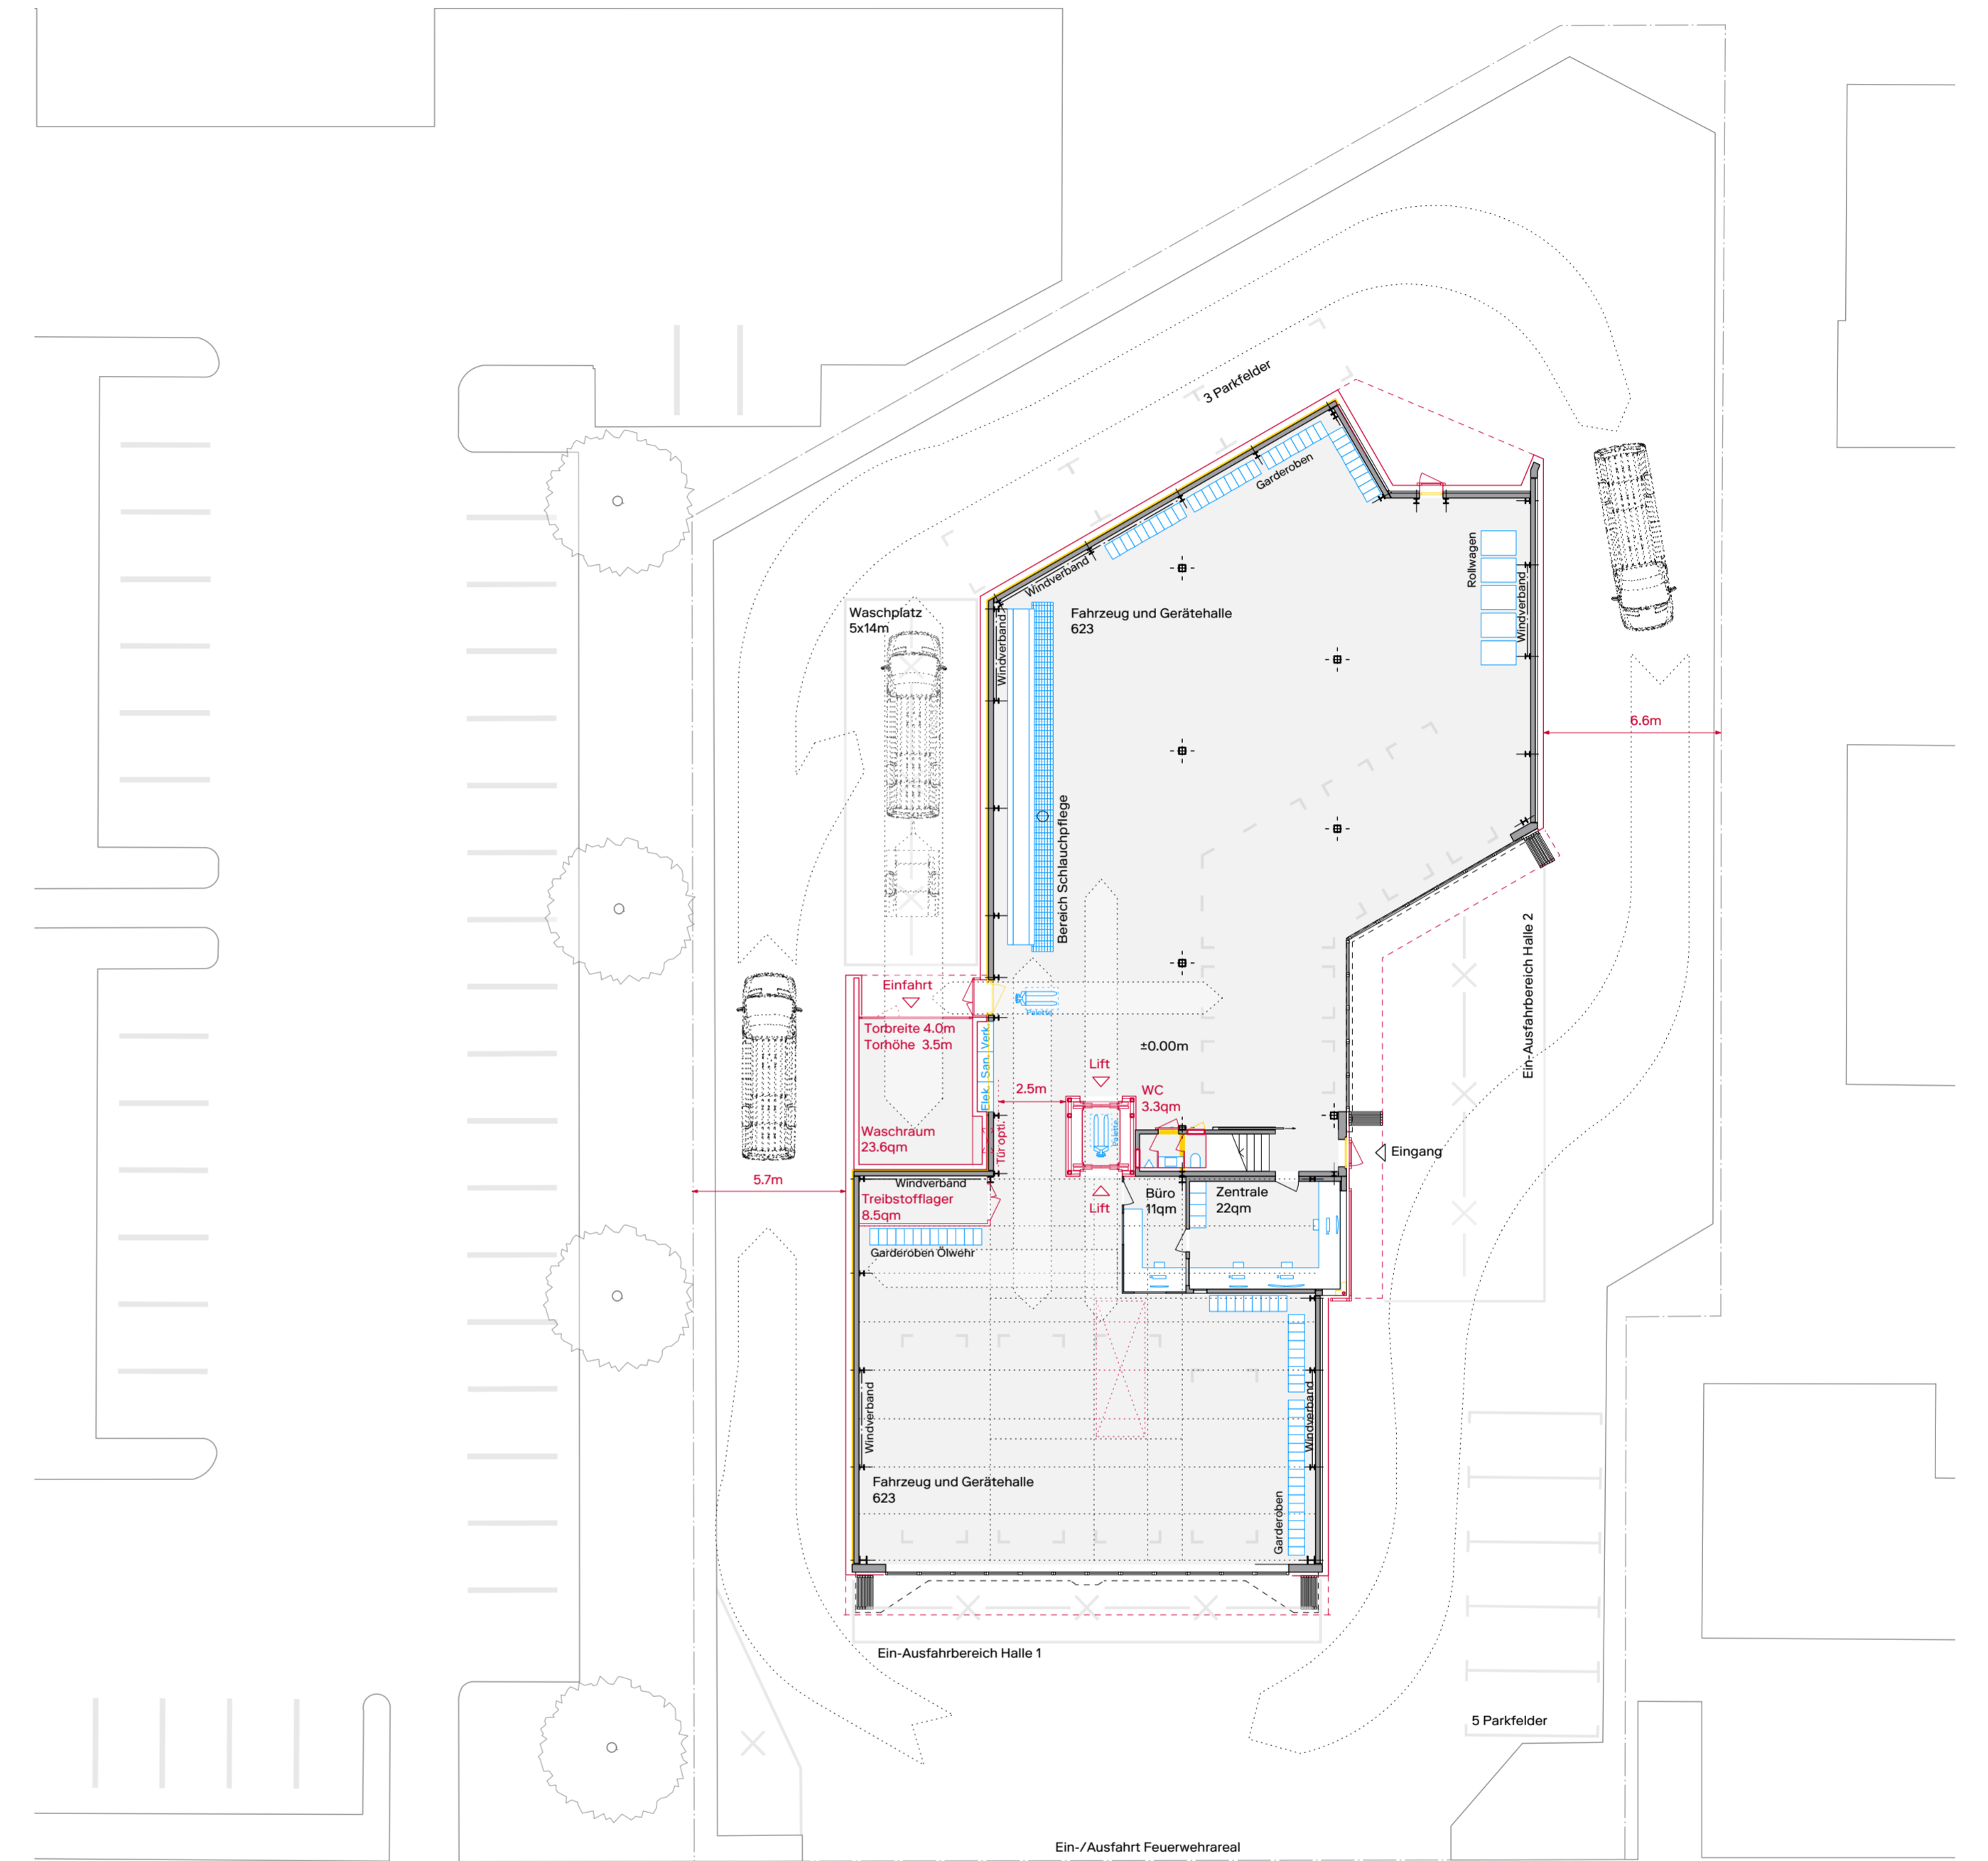 3 Parkfelder
Garderoben
Windverband
Rollwagen
Windverband
Waschplatz
5x14m
Windverband
Fahrzeug und Gerätehalle
623
6.6m
Bereich Schlauchpflege
Ein-Ausfahrbereich Halle 2
Einfahrt
Palette
Torbreite 4.0m
Torhöhe 3.5m
Elek. San. Verk.
±0.00m
Lift
2.5m
WC
3.3qm
Waschraum
23.6qm
Tür optl.
Palette
Eingang
5.7m
Windverband
Treibstofflager
8.5qm
Lift
Büro
11qm
Zentrale
22qm
Garderoben Ölwehr
Windverband
Windverband
Fahrzeug und Gerätehalle
623
Garderoben
Ein-Ausfahrbereich Halle 1
5 Parkfelder
Ein-/Ausfahrt Feuerwehrareal